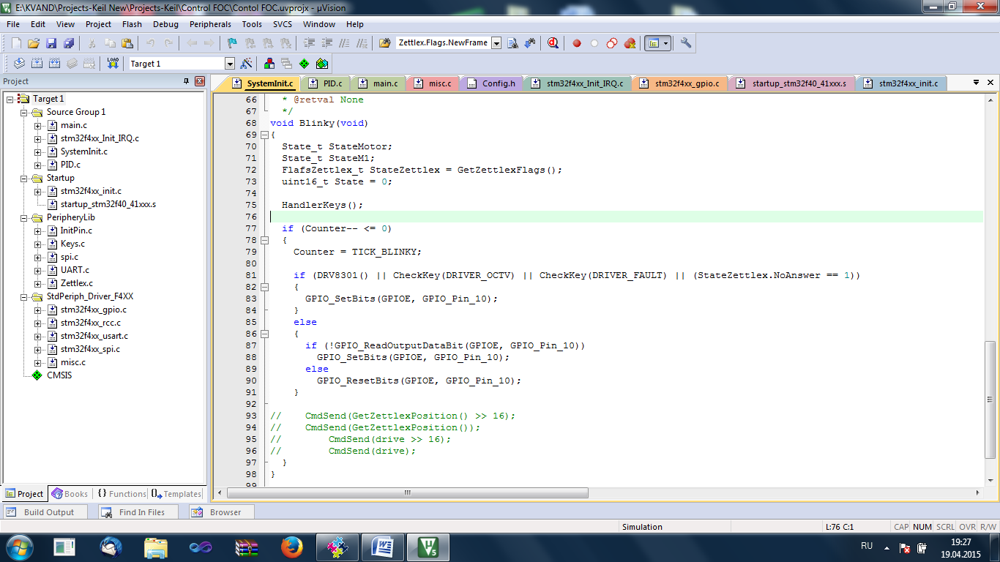 E:\KVAND\Projects-Keil New\Projects-Keil\Control FOC\Contol FOC.uvprojx - µVision
File Edit View Project Flash Debug Peripherals Tools SVCS Window Help
Zettlex.Flags.NewFrame
LOAD Target 1
Project
SystemInit.c PID.c main.c misc.c Config.h stm32f4xx_Init_IRQ.c stm32f4xx_gpio.c startup_stm32f40_41xxx.s stm32f4xx_init.c
Target 1
Source Group 1
main.c
stm32f4xx_Init_IRQ.c
SystemInit.c
PID.c
Startup
stm32f4xx_init.c
startup_stm32f40_41xxx.s
PeripheryLib
InitPin.c
Keys.c
spi.c
UART.c
Zettlex.c
StdPeriph_Driver_F4XX
stm32f4xx_gpio.c
stm32f4xx_rcc.c
stm32f4xx_usart.c
stm32f4xx_spi.c
misc.c
CMSIS
Project Books {} Functions 0 Templates
66 * @retval None
67 */
68 void Blinky(void)
69 {
70 State_t StateMotor;
71 State_t StateM1;
72 FlafsZettlex_t StateZettlex = GetZettlexFlags();
73 uint16_t State = 0;
74
75 HandlerKeys();
76
77 if (Counter-- <= 0)
78 {
79 Counter = TICK_BLINKY;
80
81 if (DRV8301() || CheckKey(DRIVER_OCTV) || CheckKey(DRIVER_FAULT) || (StateZettlex.NoAnswer == 1))
82 {
83 GPIO_SetBits(GPIOE, GPIO_Pin_10);
84 }
85 else
86 {
87 if (!GPIO_ReadOutputDataBit(GPIOE, GPIO_Pin_10))
88 GPIO_SetBits(GPIOE, GPIO_Pin_10);
89 else
90 GPIO_ResetBits(GPIOE, GPIO_Pin_10);
91 }
92
93 // CmdSend(GetZettlexPosition() >> 16);
94 // CmdSend(GetZettlexPosition());
95 // CmdSend(drive >> 16);
96 // CmdSend(drive);
97 }
98 }
99
Build Output Find In Files Browser
Simulation L:76 C:1 CAP NUM SCRL OVR R/W
RU 19:27
19.04.2015